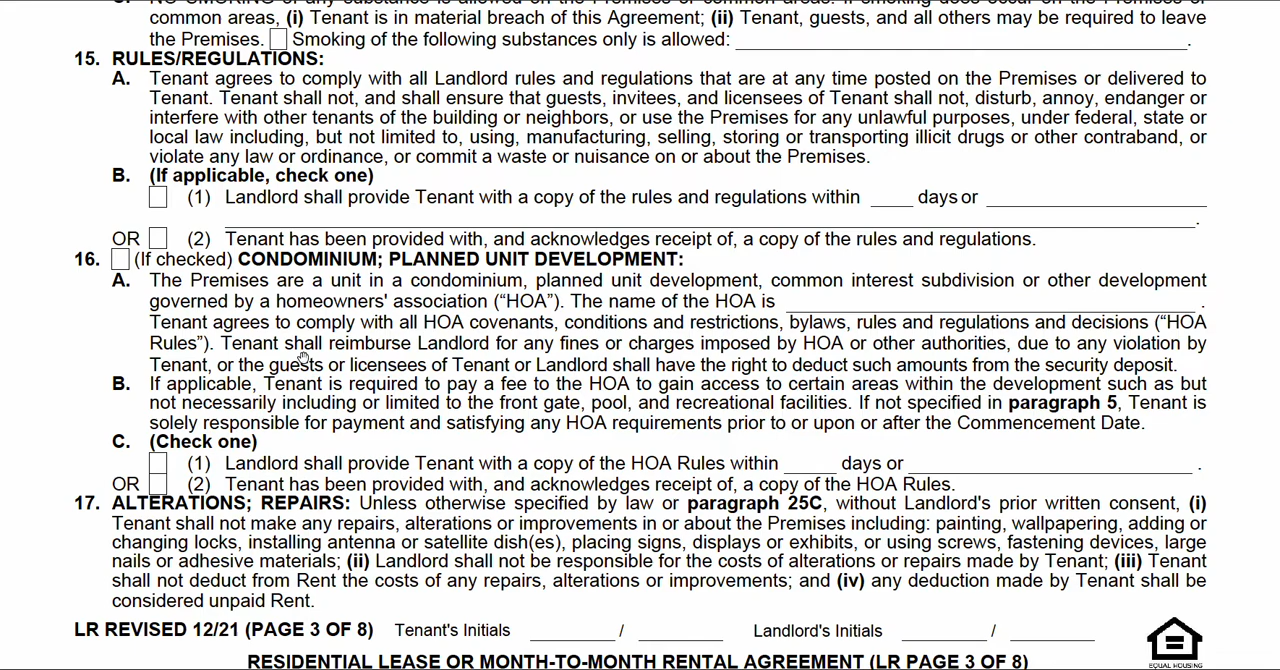 common areas, (i) Tenant is in material breach of this Agreement; (ii) Tenant, guests, and all others may be required to leave
the Premises. Smoking of the following substances only is allowed: ____.
15. RULES/REGULATIONS:
A. Tenant agrees to comply with all Landlord rules and regulations that are at any time posted on the Premises or delivered to
Tenant. Tenant shall not, and shall ensure that guests, invitees, and licensees of Tenant shall not, disturb, annoy, endanger or
interfere with other tenants of the building or neighbors, or use the Premises for any unlawful purposes, under federal, state or
local law including, but not limited to, using, manufacturing, selling, storing or transporting illicit drugs or other contraband, or
violate any law or ordinance, or commit a waste or nuisance on or about the Premises.
B. (If applicable, check one)
(1) Landlord shall provide Tenant with a copy of the rules and regulations within ____ days or ____
____.
OR (2) Tenant has been provided with, and acknowledges receipt of, a copy of the rules and regulations.
16. (If checked) CONDOMINIUM; PLANNED UNIT DEVELOPMENT:
A. The Premises are a unit in a condominium, planned unit development, common interest subdivision or other development
governed by a homeowners' association (“HOA”). The name of the HOA is ____.
Tenant agrees to comply with all HOA covenants, conditions and restrictions, bylaws, rules and regulations and decisions (“HOA
Rules”). Tenant shall reimburse Landlord for any fines or charges imposed by HOA or other authorities, due to any violation by
Tenant, or the guests or licensees of Tenant or Landlord shall have the right to deduct such amounts from the security deposit.
B. If applicable, Tenant is required to pay a fee to the HOA to gain access to certain areas within the development such as but
not necessarily including or limited to the front gate, pool, and recreational facilities. If not specified in paragraph 5, Tenant is
solely responsible for payment and satisfying any HOA requirements prior to or upon or after the Commencement Date.
C. (Check one)
(1) Landlord shall provide Tenant with a copy of the HOA Rules within ____ days or ____ .
OR (2) Tenant has been provided with, and acknowledges receipt of, a copy of the HOA Rules.
17. ALTERATIONS; REPAIRS: Unless otherwise specified by law or paragraph 25C, without Landlord's prior written consent, (i)
Tenant shall not make any repairs, alterations or improvements in or about the Premises including: painting, wallpapering, adding or
changing locks, installing antenna or satellite dish(es), placing signs, displays or exhibits, or using screws, fastening devices, large
nails or adhesive materials; (ii) Landlord shall not be responsible for the costs of alterations or repairs made by Tenant; (iii) Tenant
shall not deduct from Rent the costs of any repairs, alterations or improvements; and (iv) any deduction made by Tenant shall be
considered unpaid Rent.
LR REVISED 12/21 (PAGE 3 OF 8) Tenant's Initials ____ / ____ Landlord's Initials ____ / ____
EQUAL HOUSING
RESIDENTIAL LEASE OR MONTH-TO-MONTH RENTAL AGREEMENT (LR PAGE 3 OF 8)